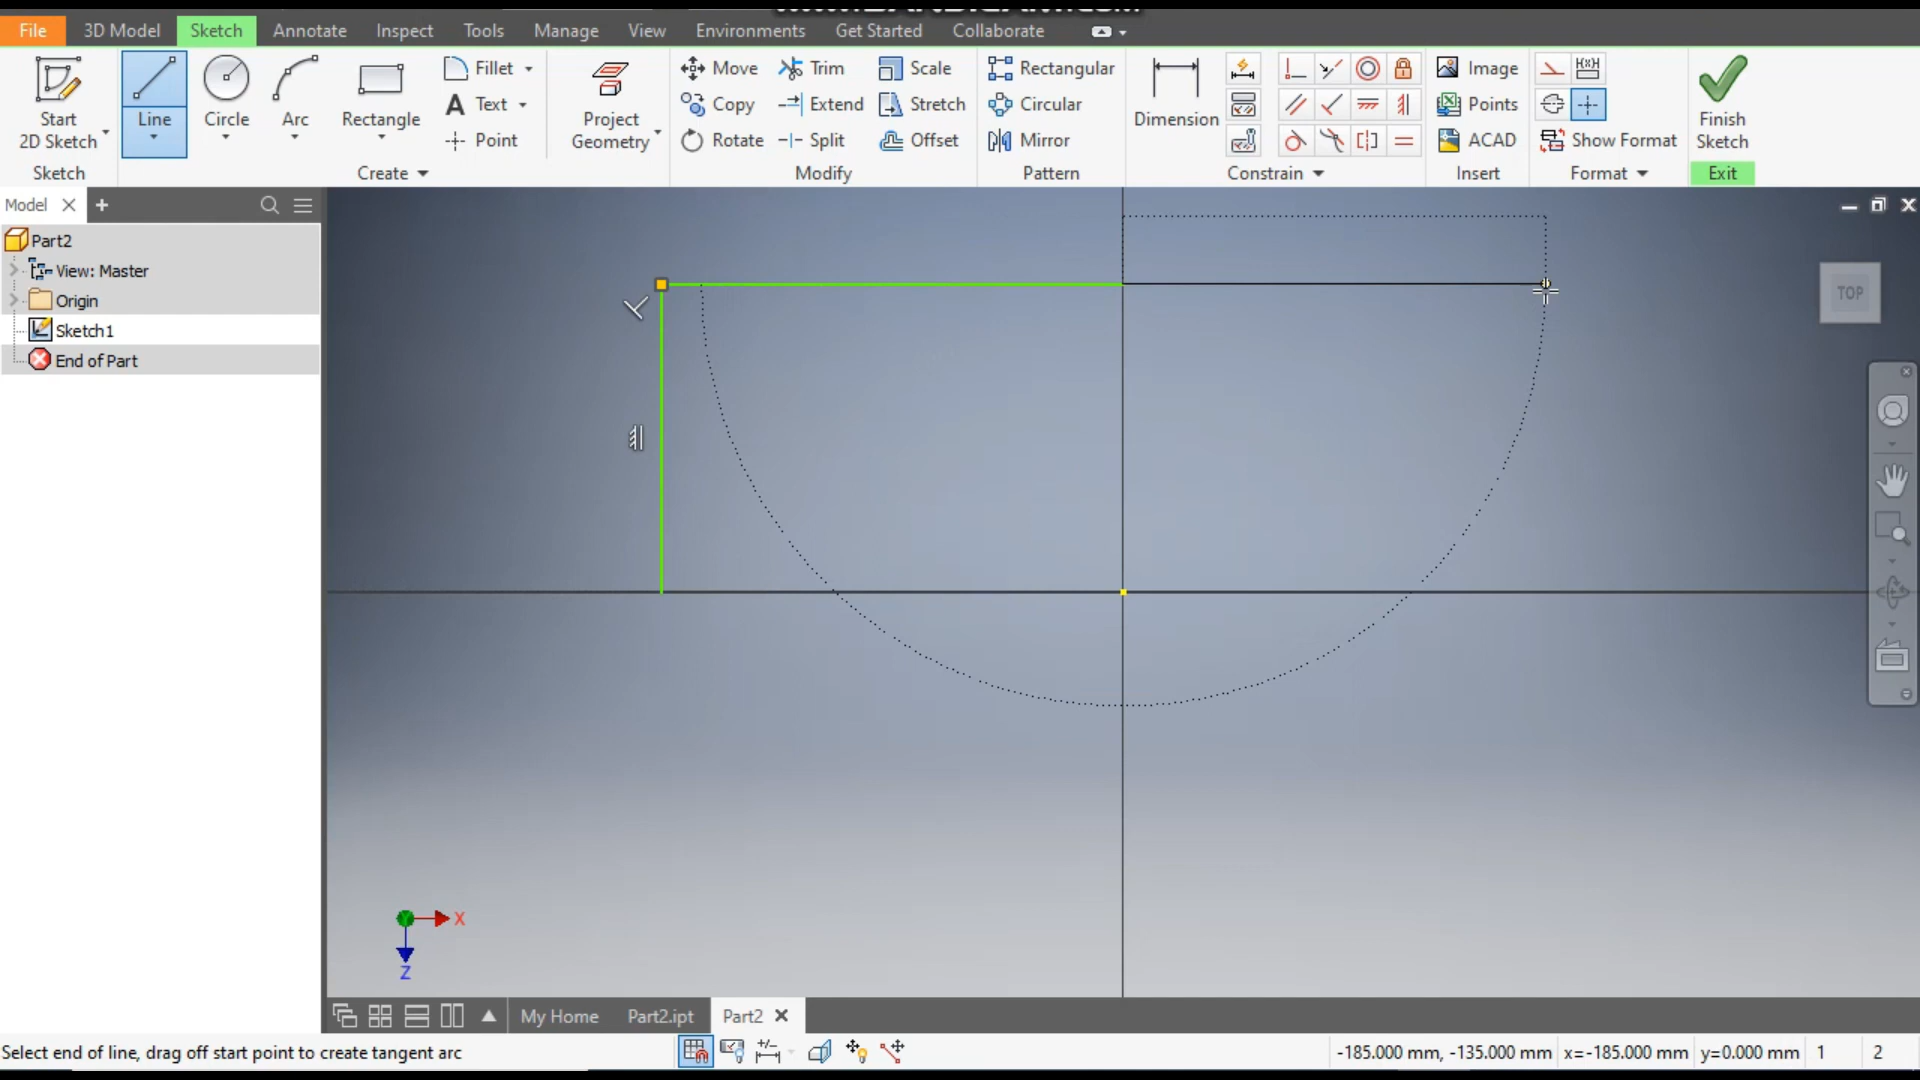 File 3D Model Sketch Annotate Inspect Tools Manage View Environments Get Started Collaborate
Start
2D Sketch
Line
Circle
Arc
Rectangle
Fillet
Text
Point
Project
Geometry
Move Trim Scale
Copy Extend Stretch
Rotate Split Offset
Rectangular
Circular
Mirror
Dimension
Image
Points
ACAD
Show Format
Finish
Sketch
Sketch Create Modify Pattern Constrain Insert Format Exit
Model
Part2
View: Master
Origin
Sketch1
End of Part
TOP
X
Z
My Home Part2.ipt Part2
Select end of line, drag off start point to create tangent arc
-185.000 mm, -135.000 mm x=-185.000 mm y=0.000 mm 1 2